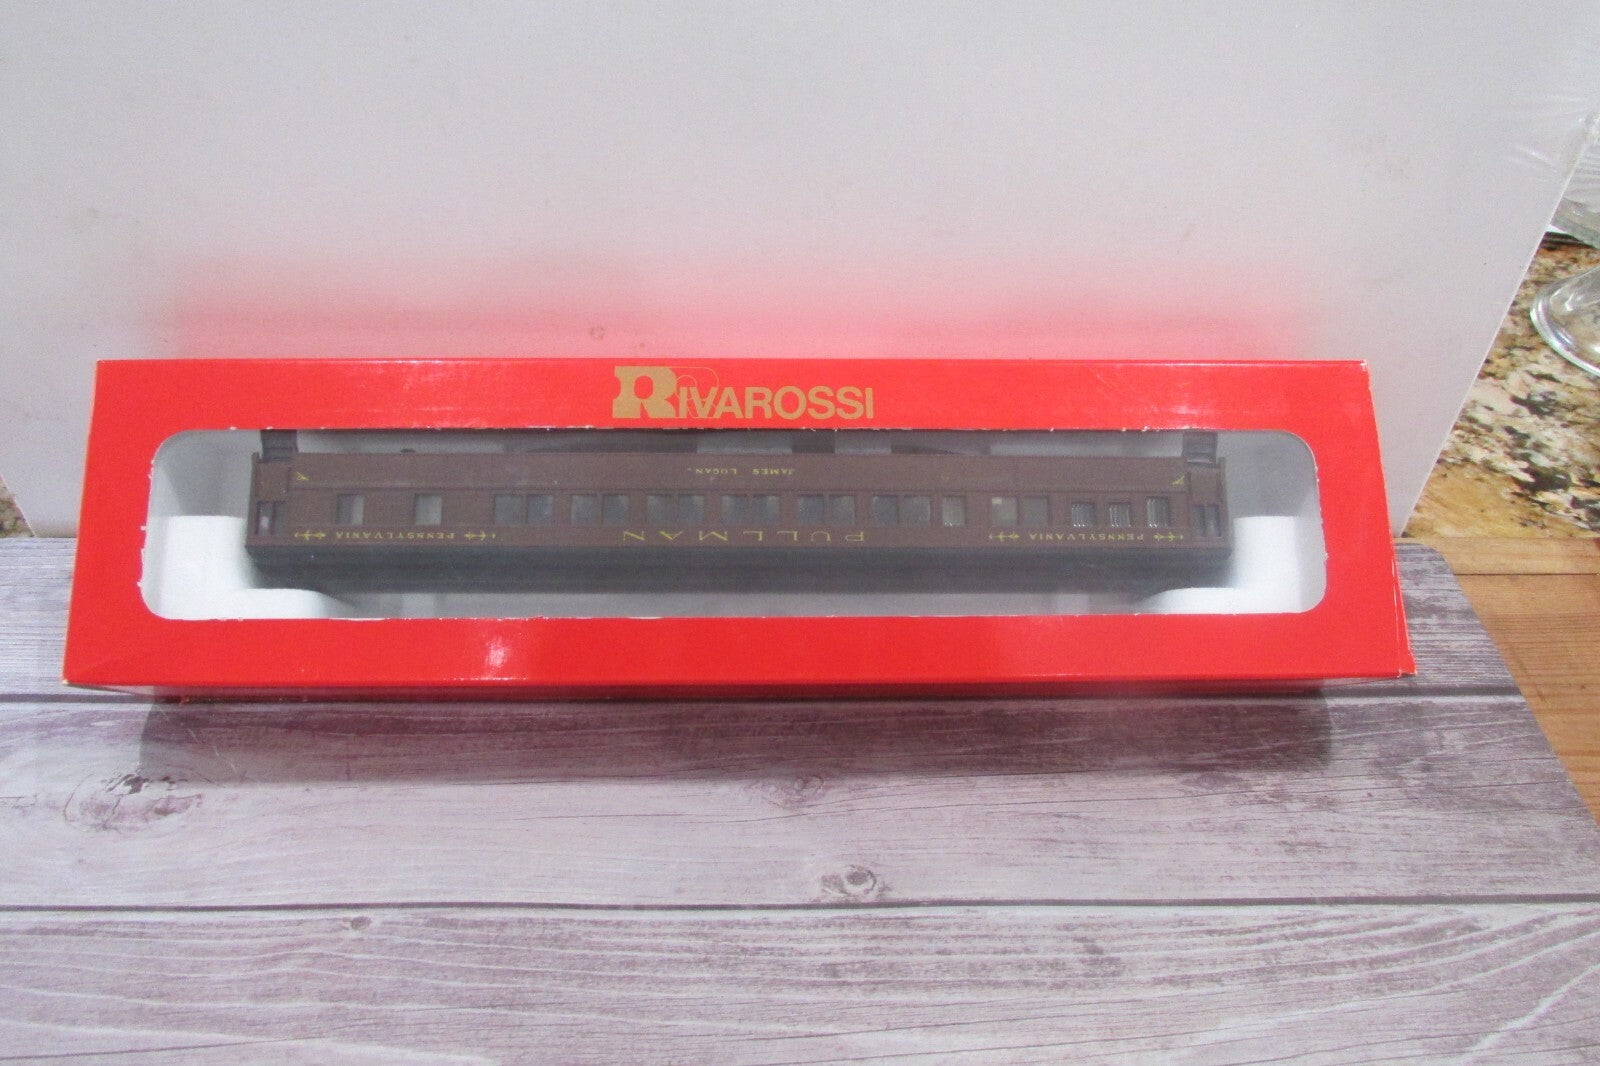 RIVAROSSI
JAMES LOGAN.
PULLMAN
PENNSYLVANIA
PENNSYLVANIA